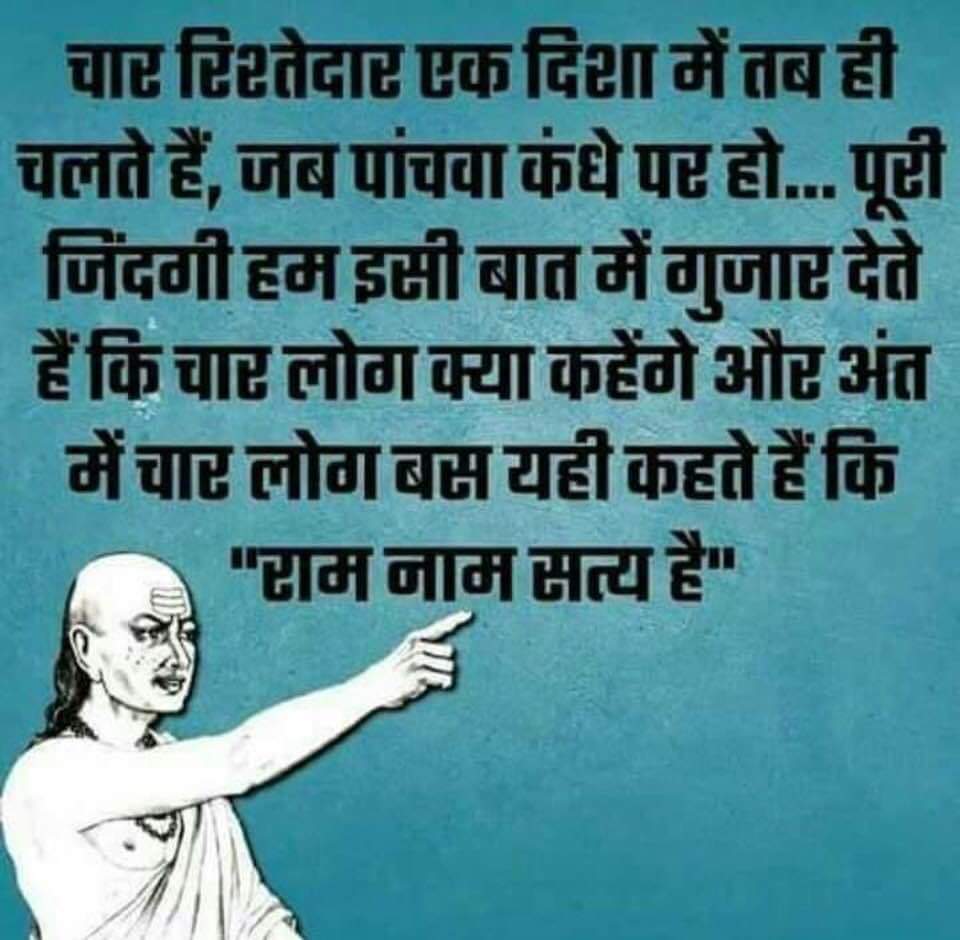 चार रिश्तेदार एक दिशा में तब ही
चलते हैं, जब पांचवा कंधे पर हो... पूरी
जिंदगी हम इसी बात में गुजार देते
हैं कि चार लोग क्या कहेंगे और अंत
में चार लोग बस यही कहते हैं कि
"राम नाम सत्य है"